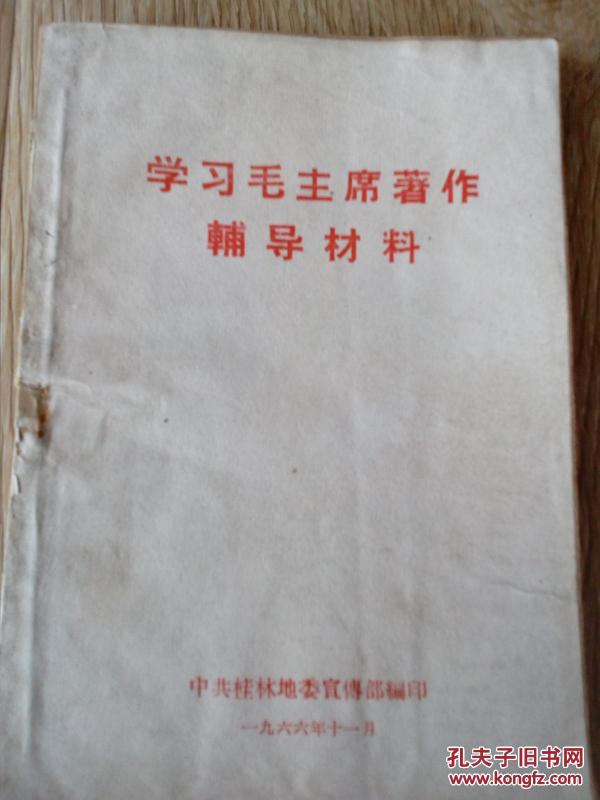 学习毛主席著作
輔导材料
中共桂林地委宣傳部編印
一九六六年十一月
孔夫子旧书网
www.kongfz.com